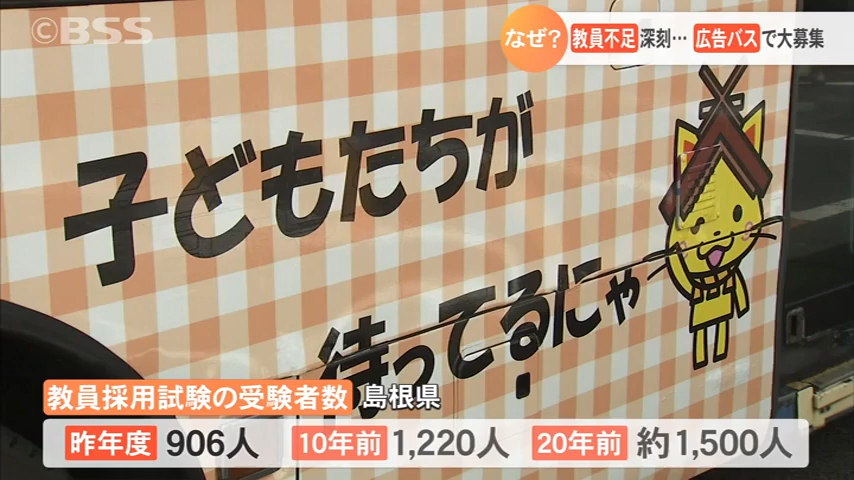 ©BSS
なぜ？ 教員不足 深刻… 広告バスで大募集
子どもたちが
待ってるにゃ
教員採用試験の受験者数 島根県
昨年度 906人 10年前 1,220人 20年前 約1,500人